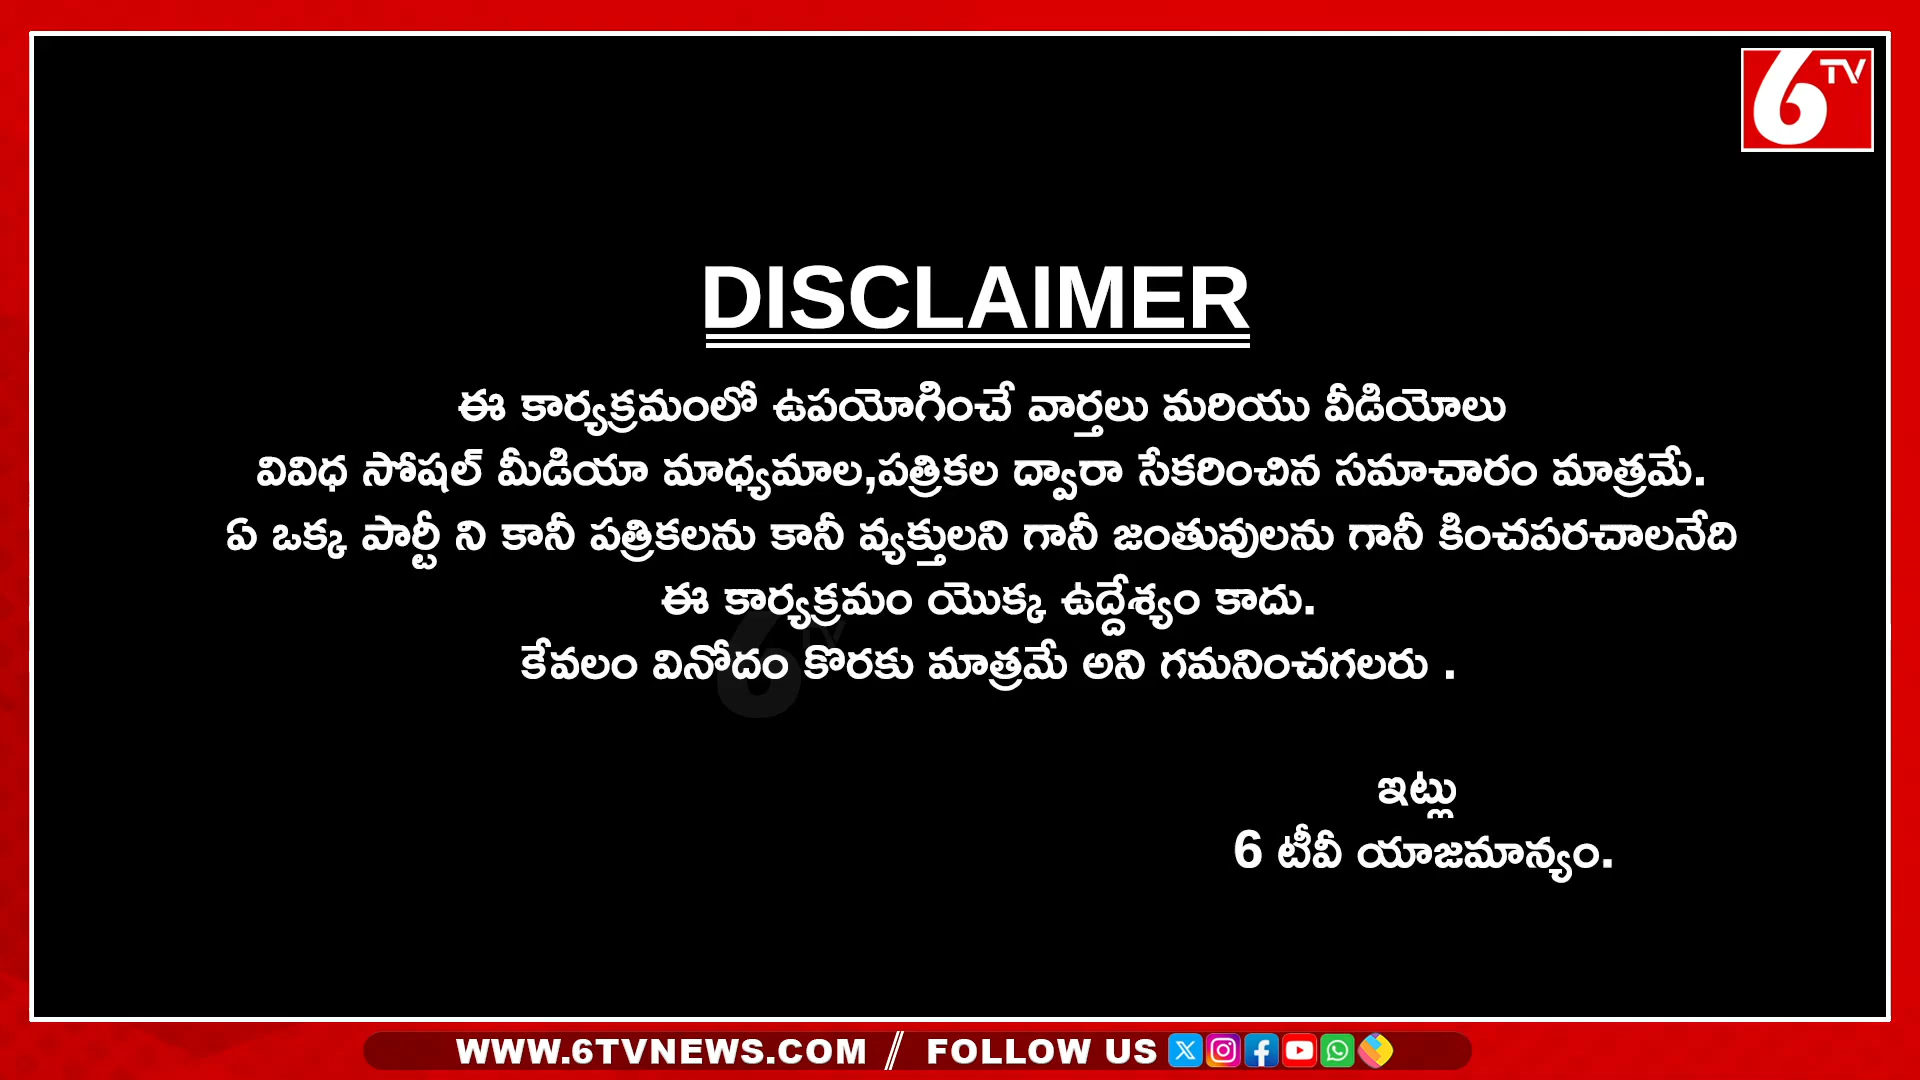 6 TV
DISCLAIMER
ఈ కార్యక్రమంలో ఉపయోగించే వార్తలు మరియు వీడియోలు
వివిధ సోషల్ మీడియా మాధ్యమాల,పత్రికల ద్వారా సేకరించిన సమాచారం మాత్రమే.
ఏ ఒక్క పార్టీ ని కానీ పత్రికలను కానీ వ్యక్తులని గానీ జంతువులను గానీ కించపరచాలనేది
ఈ కార్యక్రమం యొక్క ఉద్దేశ్యం కాదు.
కేవలం వినోదం కొరకు మాత్రమే అని గమనించగలరు .
ఇట్లు
6 టీవీ యాజమాన్యం.
WWW.6TVNEWS.COM // FOLLOW US